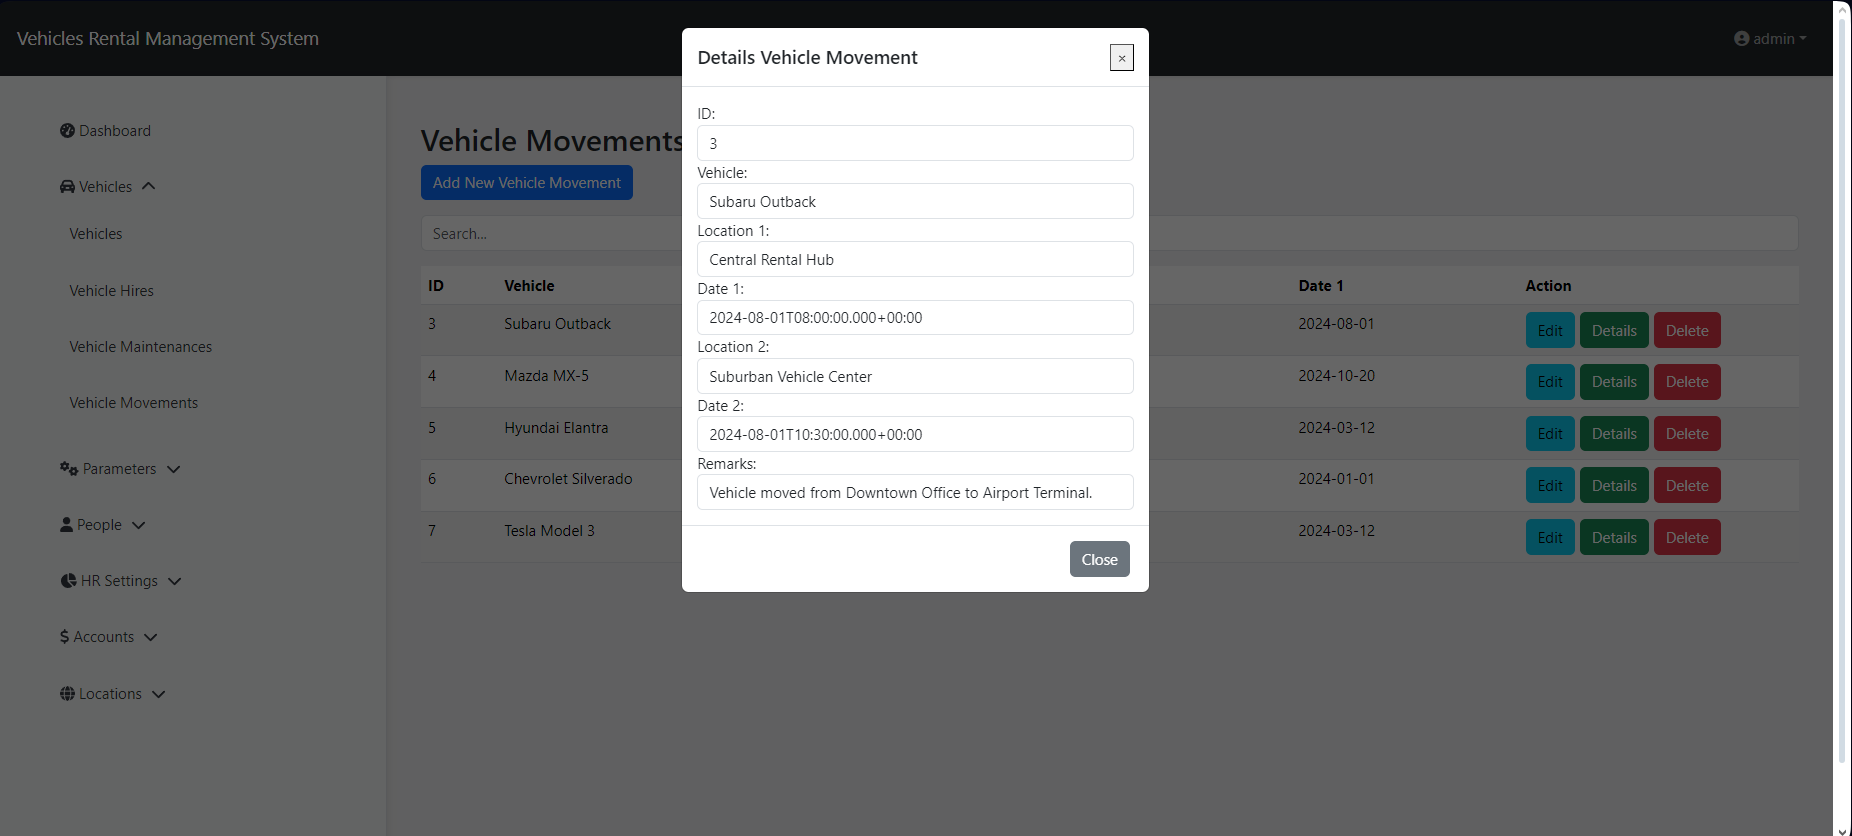 Vehicles Rental Management System
admin
Dashboard
Vehicles
Vehicles
Vehicle Hires
Vehicle Maintenances
Vehicle Movements
Parameters
People
HR Settings
Accounts
Locations
Vehicle Movements
Add New Vehicle Movement
Search...
ID Vehicle Date 1 Action
3 Subaru Outback 2024-08-01 Edit Details Delete
4 Mazda MX-5 2024-10-20 Edit Details Delete
5 Hyundai Elantra 2024-03-12 Edit Details Delete
6 Chevrolet Silverado 2024-01-01 Edit Details Delete
7 Tesla Model 3 2024-03-12 Edit Details Delete
Details Vehicle Movement ×
ID:
3
Vehicle:
Subaru Outback
Location 1:
Central Rental Hub
Date 1:
2024-08-01T08:00:00.000+00:00
Location 2:
Suburban Vehicle Center
Date 2:
2024-08-01T10:30:00.000+00:00
Remarks:
Vehicle moved from Downtown Office to Airport Terminal.
Close